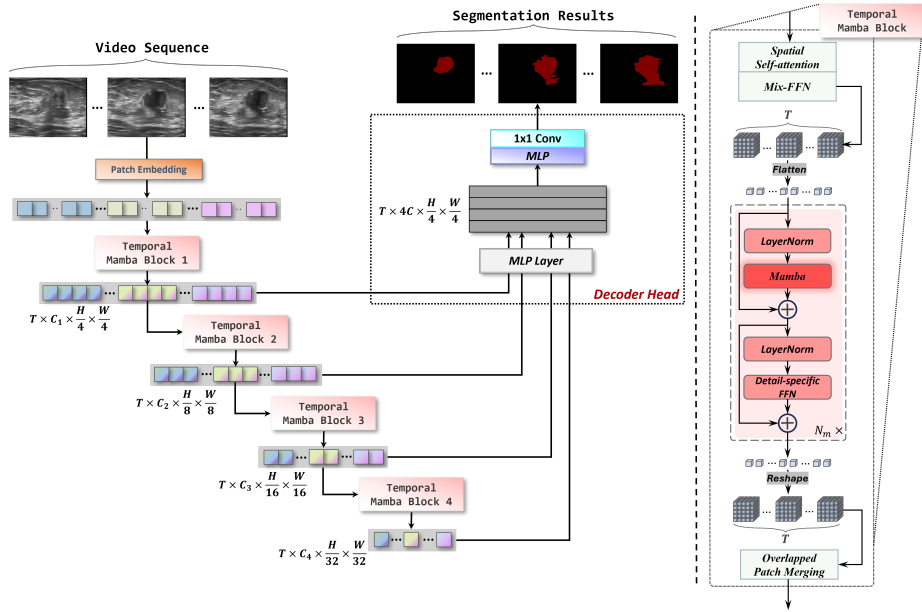 Segmentation Results
Video Sequence
...
...
...
...
Patch Embedding
Temporal
Mamba Block 1
T × C₁ × H/4 × W/4
Temporal
Mamba Block 2
T × C₂ × H/8 × W/8
Temporal
Mamba Block 3
T × C₃ × H/16 × W/16
Temporal
Mamba Block 4
T × C₄ × H/32 × W/32
1x1 Conv
MLP
T × 4C × H/4 × W/4
MLP Layer
Decoder Head
Temporal
Mamba Block
Spatial
Self-attention
Mix-FFN
T
Flatten
LayerNorm
Mamba
LayerNorm
Detail-specific
FFN
Nₘ ×
Reshape
T
Overlapped
Patch Merging